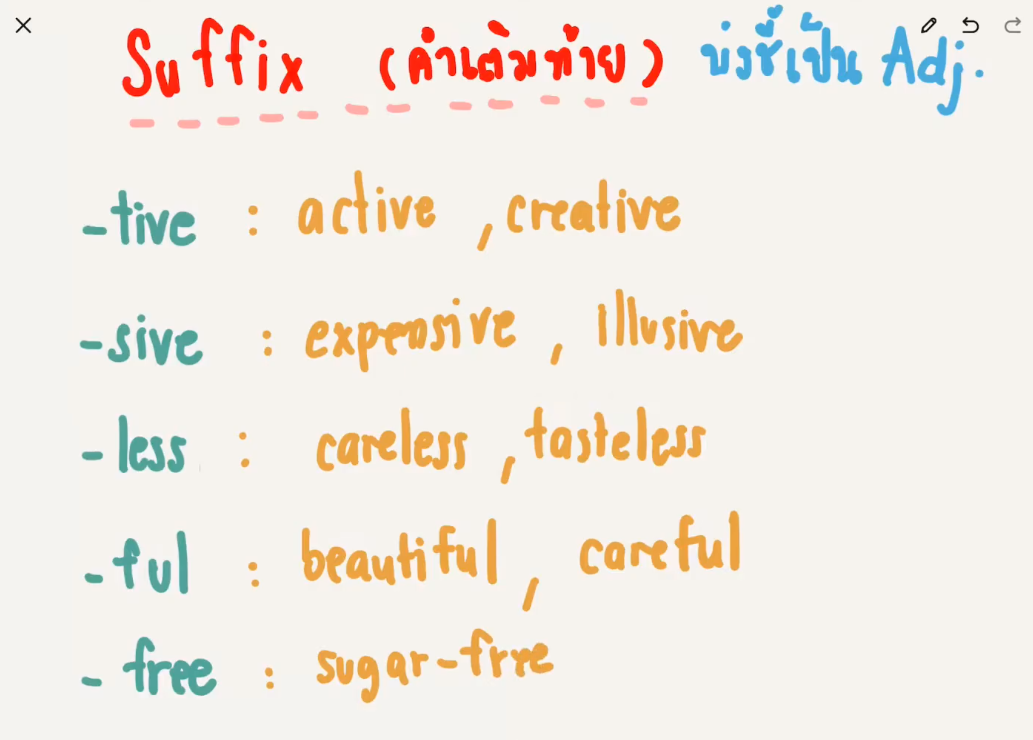 Suffix (คำเติมท้าย) บ่งชี้เป็น Adj.
-tive : active , creative
-sive : expensive , illusive
-less : careless , tasteless
-ful : beautiful , careful
-free : sugar-free